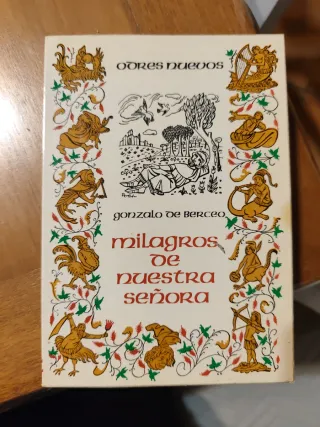 odres nuevos
gonzalo de berceo
milagros
de
nuestra
señora